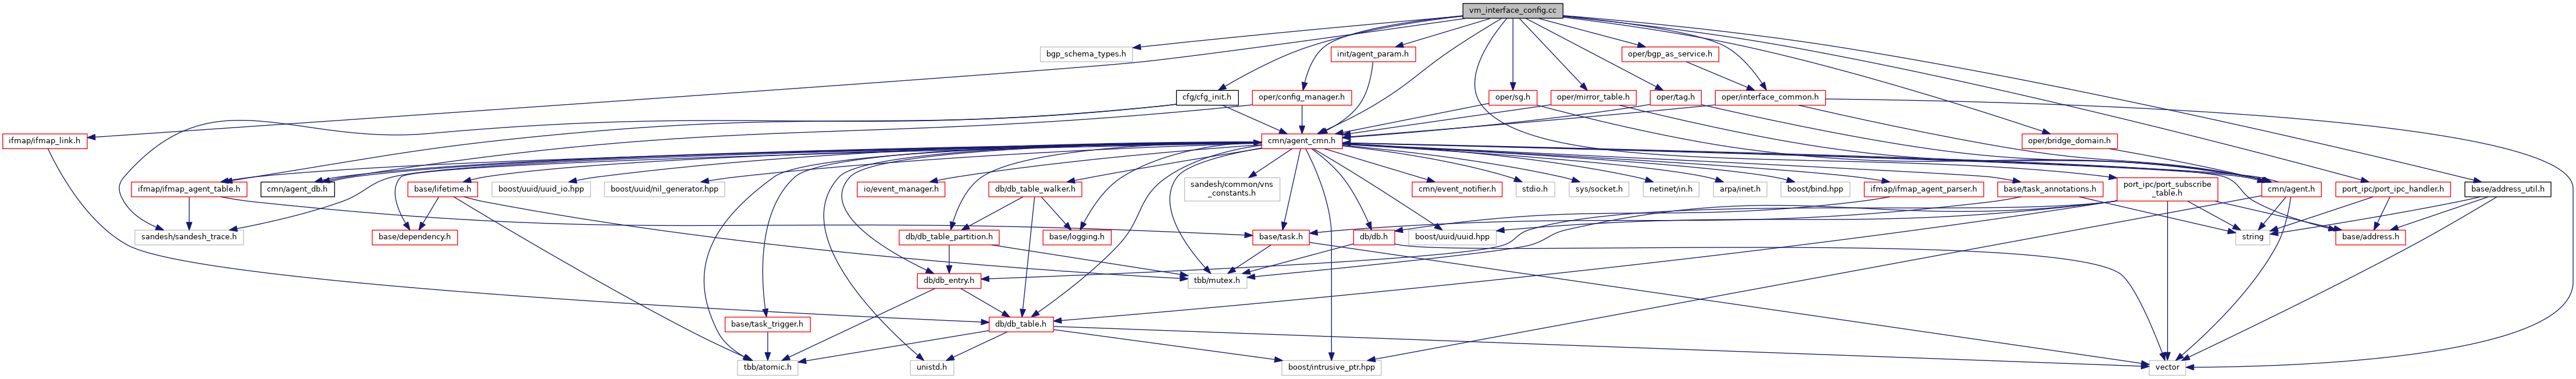 vm_interface_config.cc
bgp_schema_types.h
init/agent_param.h
oper/bgp_as_service.h
cfg/cfg_init.h
oper/config_manager.h
oper/sg.h
oper/mirror_table.h
oper/tag.h
oper/interface_common.h
ifmap/ifmap_link.h
cmn/agent_cmn.h
oper/bridge_domain.h
ifmap/ifmap_agent_table.h
cmn/agent_db.h
base/lifetime.h
boost/uuid/uuid_io.hpp
boost/uuid/nil_generator.hpp
io/event_manager.h
db/db_table_walker.h
sandesh/common/vns
_constants.h
cmn/event_notifier.h
stdio.h
sys/socket.h
netinet/in.h
arpa/inet.h
boost/bind.hpp
ifmap/ifmap_agent_parser.h
base/task_annotations.h
port_ipc/port_subscribe
_table.h
cmn/agent.h
port_ipc/port_ipc_handler.h
base/address_util.h
sandesh/sandesh_trace.h
base/dependency.h
db/db_table_partition.h
base/logging.h
base/task.h
db/db.h
boost/uuid/uuid.hpp
string
base/address.h
db/db_entry.h
tbb/mutex.h
base/task_trigger.h
db/db_table.h
tbb/atomic.h
unistd.h
boost/intrusive_ptr.hpp
vector